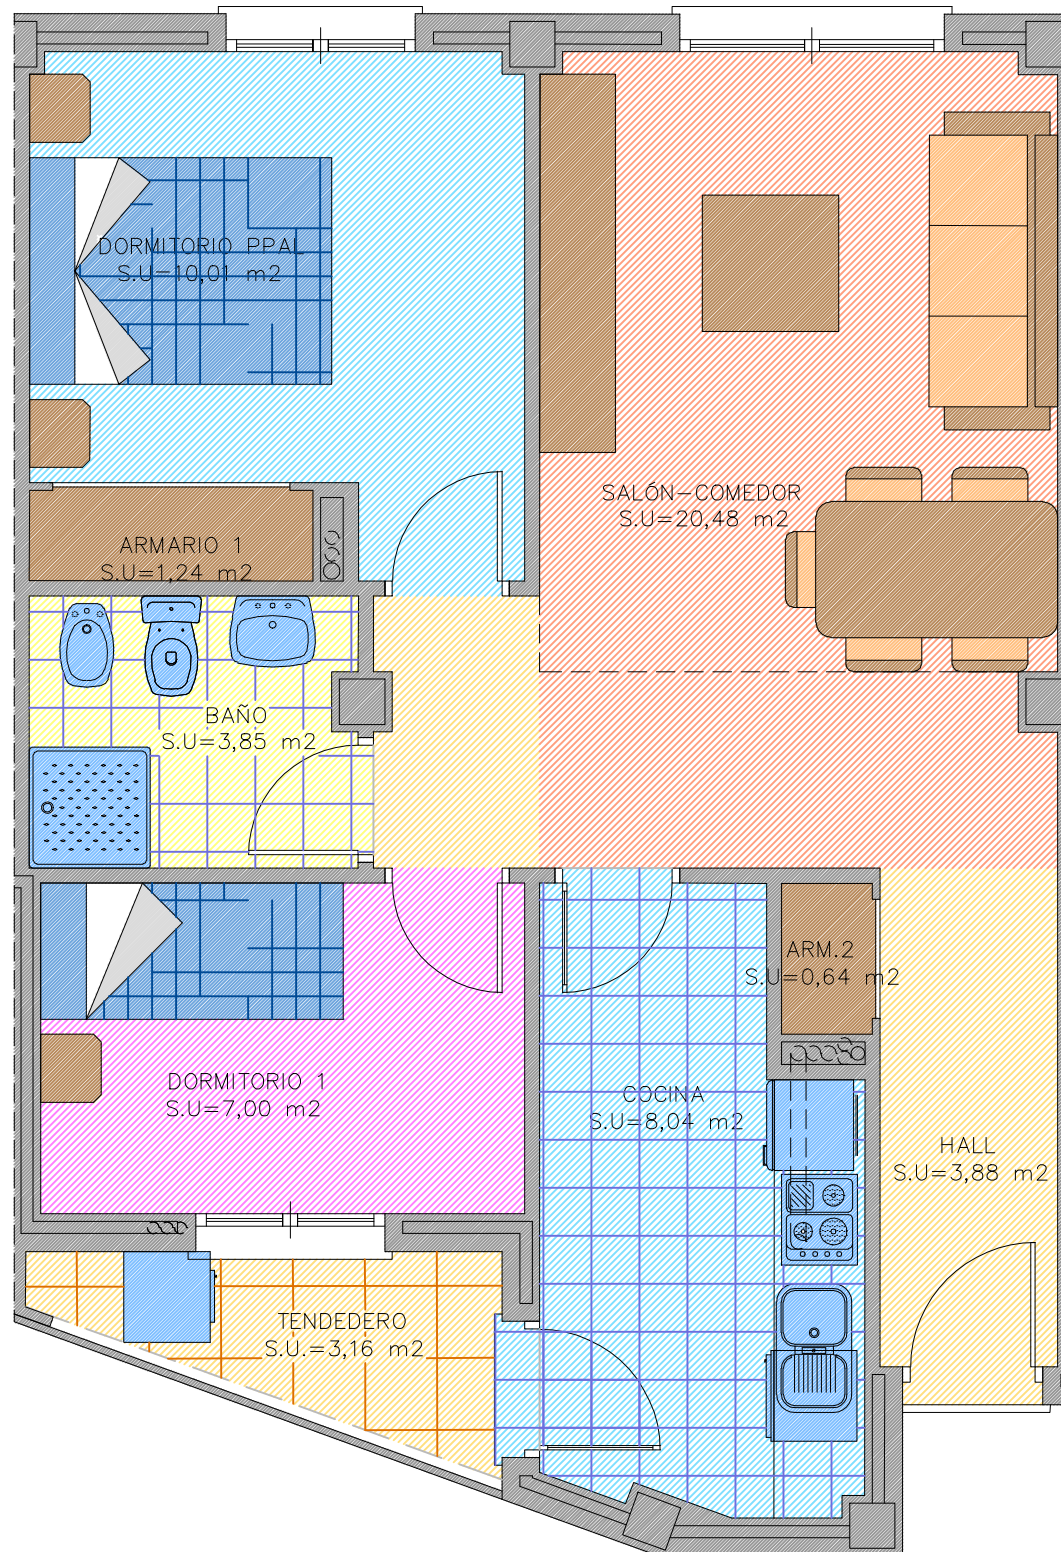 DORMITORIO PPAL
S.U=10,01 m2
SALÓN-COMEDOR
S.U=20,48 m2
ARMARIO 1
S.U=1,24 m2
BAÑO
S.U=3,85 m2
ARM.2
S.U=0,64 m2
DORMITORIO 1
S.U=7,00 m2
COCINA
S.U=8,04 m2
HALL
S.U=3,88 m2
TENDEDERO
S.U.=3,16 m2